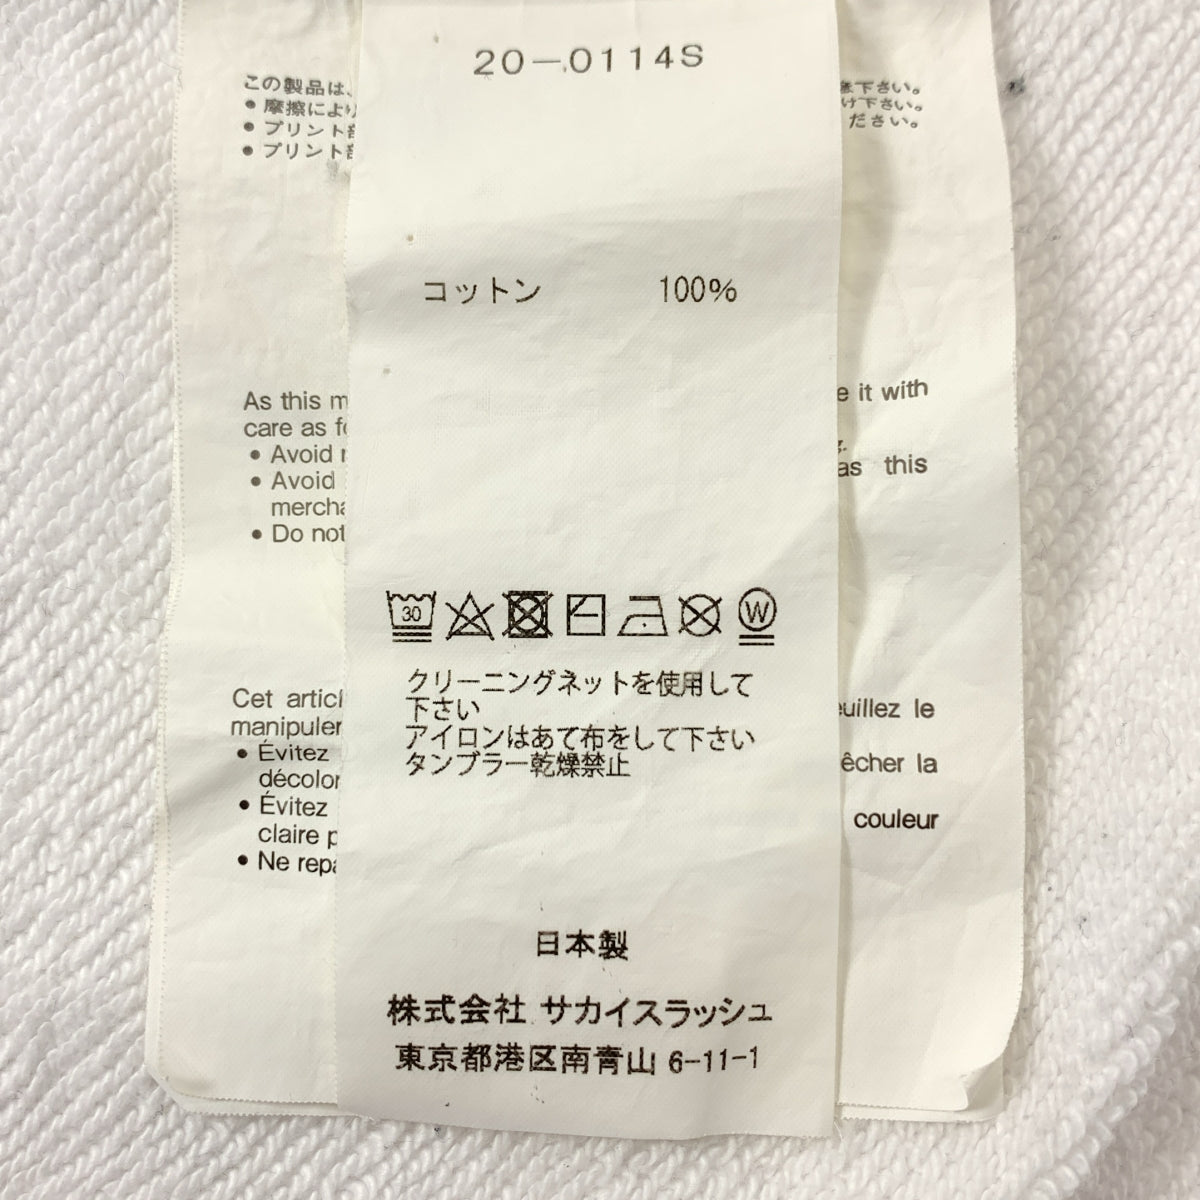 20-0114S
コットン 100%
30
W
クリーニングネットを使用して
下さい
アイロンはあて布をして下さい
タンブラー乾燥禁止
日本製
株式会社 サカイスラッシュ
東京都港区南青山 6-11-1
この製品は、
• 摩擦により
• プリント
• プリント
下さい。
け下さい。
ださい。
As this
care as
• Avoid
• Avoid
• Do not
it with
as this
Cet
manipuler
• Évitez
• Évitez
claire
• Ne
le
la
couleur